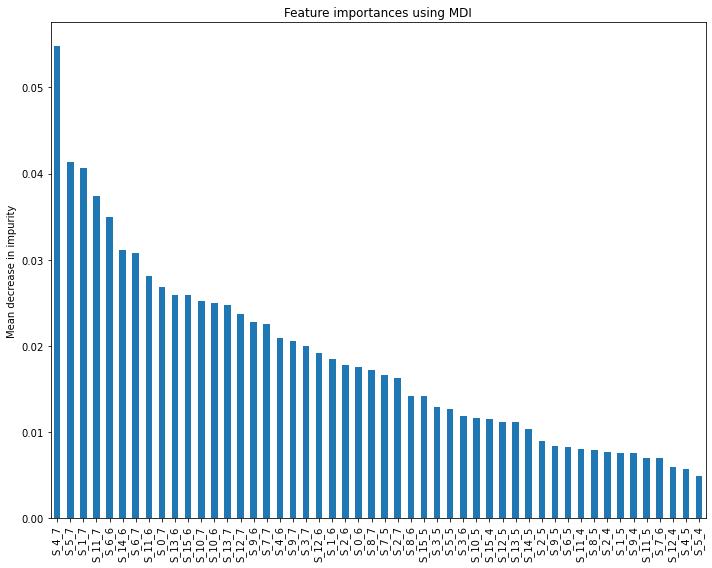 Feature importances using MDI
Mean decrease in impurity
0.05
0.04
0.03
0.02
0.01
0.00
S_4_7
S_5_7
S_1_7
S_11_7
S_6_6
S_14_6
S_6_7
S_11_6
S_0_7
S_13_6
S_15_6
S_10_7
S_10_6
S_13_7
S_12_7
S_9_6
S_7_7
S_4_6
S_9_7
S_3_7
S_12_6
S_1_6
S_2_6
S_0_6
S_8_7
S_7_5
S_2_7
S_8_6
S_15_5
S_3_5
S_5_5
S_3_6
S_10_5
S_15_4
S_12_5
S_13_5
S_14_5
S_2_5
S_9_5
S_6_5
S_11_4
S_8_5
S_2_4
S_1_5
S_9_4
S_11_5
S_7_6
S_12_4
S_4_5
S_5_4